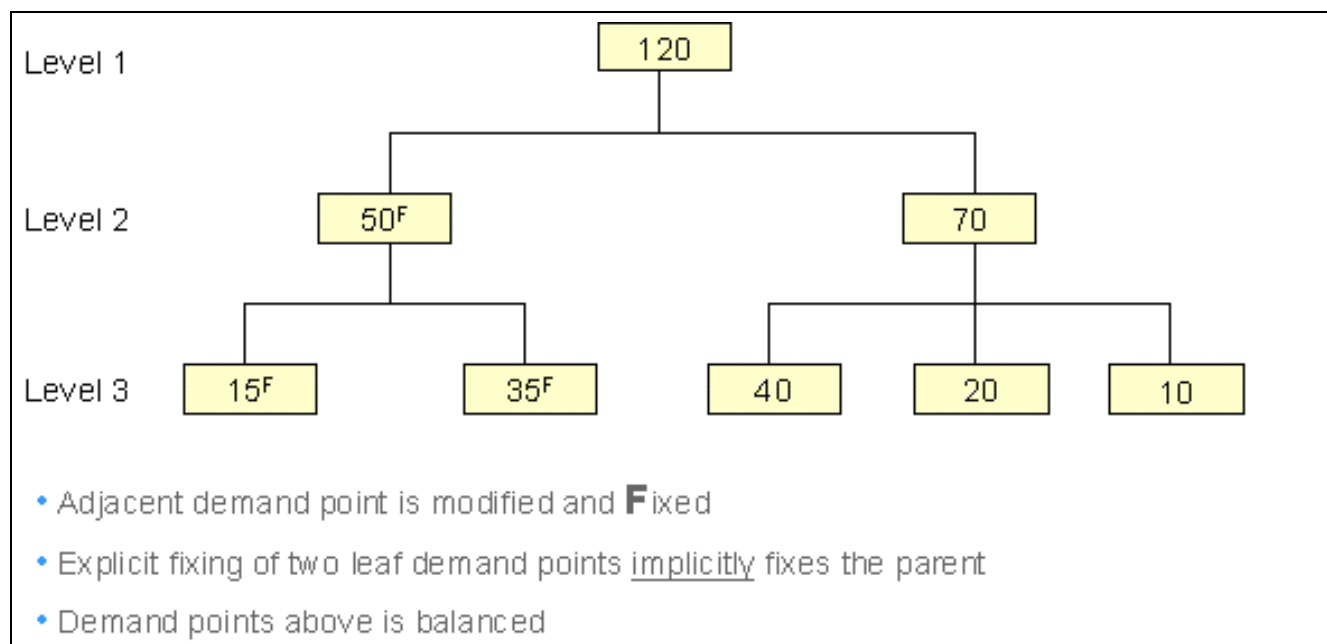 Level 1 120
Level 2 50F 70
Level 3 15F 35F 40 20 10
• Adjacent demand point is modified and Fixed
• Explicit fixing of two leaf demand points implicitly fixes the parent
• Demand points above is balanced